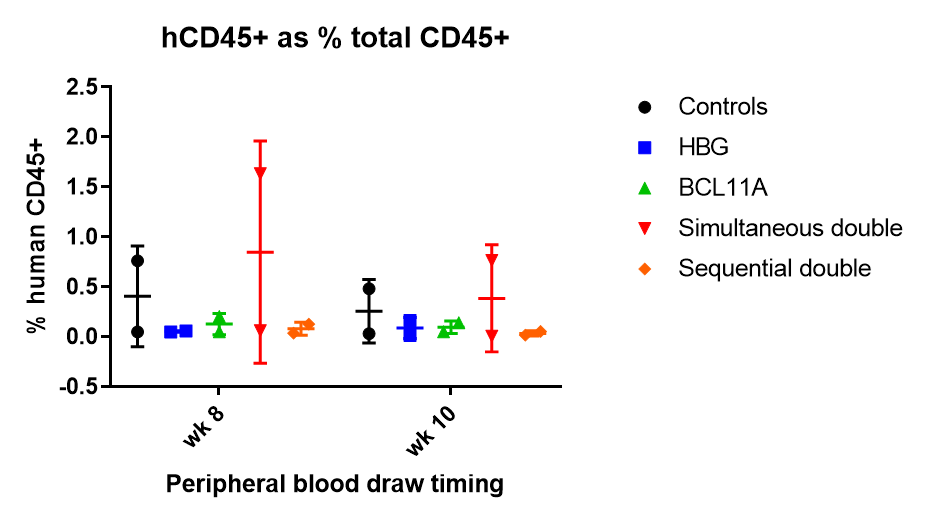 hCD45+ as % total CD45+
% human CD45+
2.5
2.0
1.5
1.0
0.5
0.0
-0.5
wk 8
wk 10
Peripheral blood draw timing
Controls
HBG
BCL11A
Simultaneous double
Sequential double